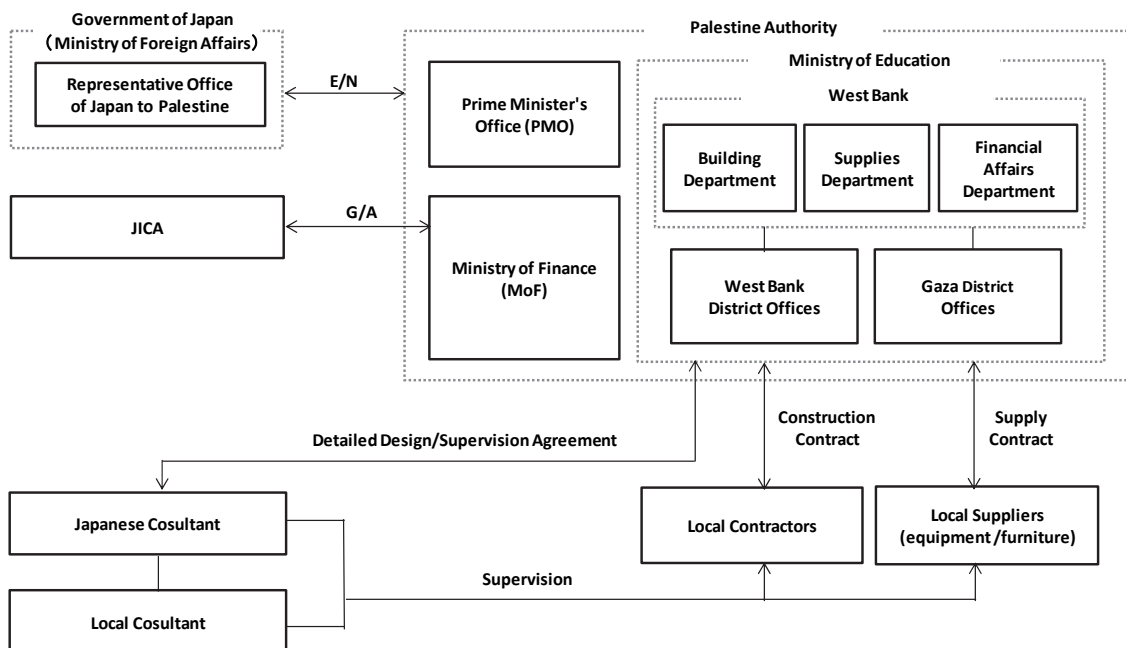 Government of Japan
（Ministry of Foreign Affairs）
Representative Office
of Japan to Palestine
E/N
Palestine Authority
Prime Minister's
Office (PMO)
Ministry of Education
West Bank
Building
Department
Supplies
Department
Financial
Affairs
Department
JICA
G/A
Ministry of Finance
(MoF)
West Bank
District Offices
Gaza District
Offices
Detailed Design/Supervision Agreement
Construction
Contract
Supply
Contract
Japanese Cosultant
Local Contractors
Local Suppliers
(equipment/furniture)
Supervision
Local Cosultant